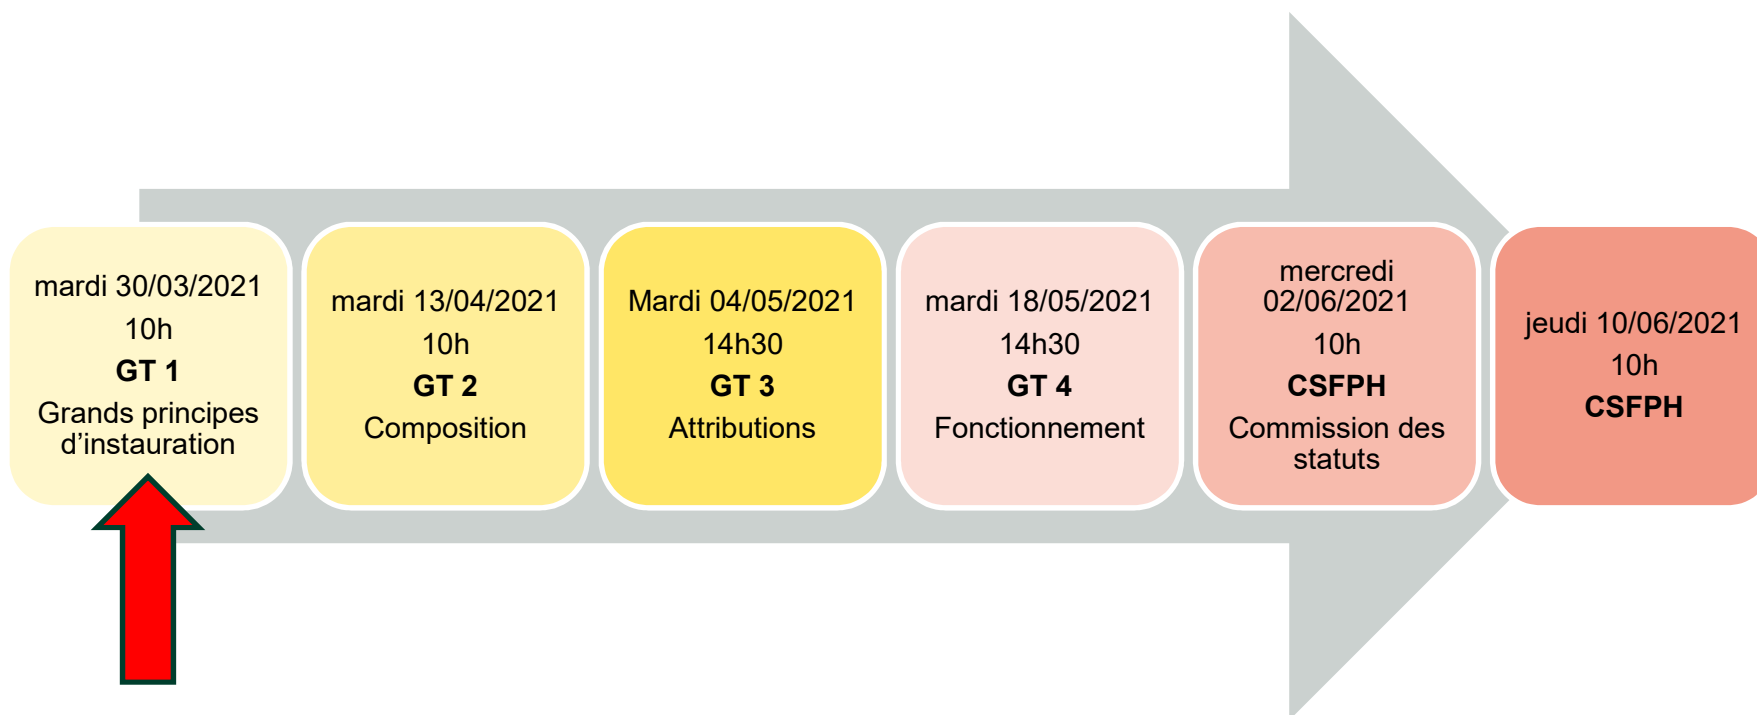 mardi 30/03/2021
10h
GT 1
Grands principes
d’instauration
mardi 13/04/2021
10h
GT 2
Composition
Mardi 04/05/2021
14h30
GT 3
Attributions
mardi 18/05/2021
14h30
GT 4
Fonctionnement
mercredi
02/06/2021
10h
CSFPH
Commission des
statuts
jeudi 10/06/2021
10h
CSFPH